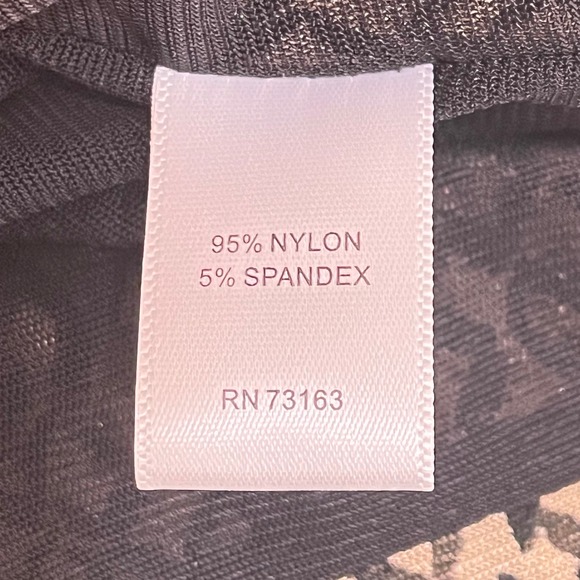 95% NYLON
5% SPANDEX
RN 73163